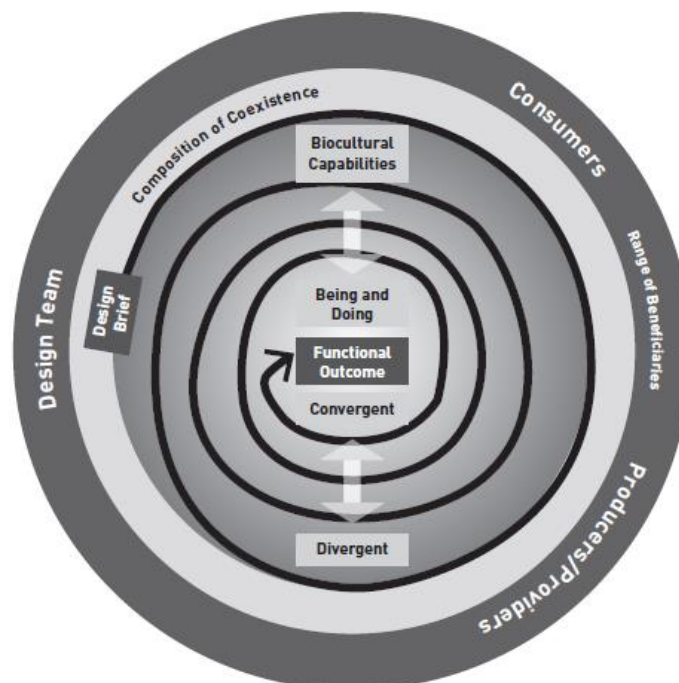 Consumers
Composition of Coexistence
Biocultural
Capabilities
Range of Beneficiaries
Design Team
Design
Brief
Being and
Doing
Functional
Outcome
Convergent
Divergent
Producers/Providers